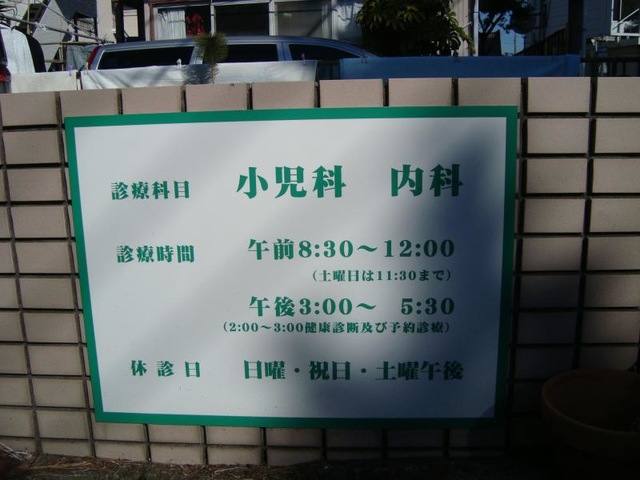 診療科目 小児科 内科
診療時間 午前8:30～12:00
（土曜日は11:30まで）
午後3:00～ 5:30
（2:00～3:00健康診断及び予約診療）
休診日 日曜・祝日・土曜午後